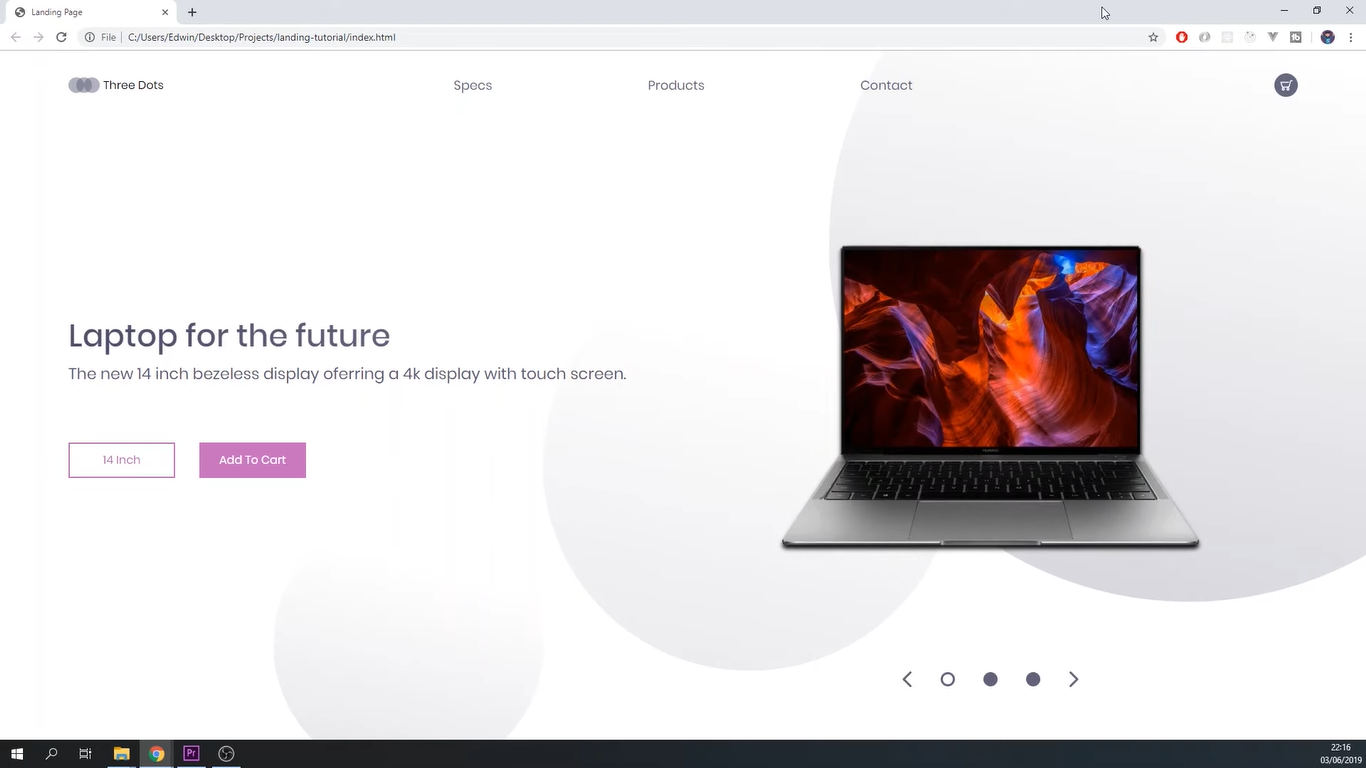 Landing Page
File
C:/Users/Edwin/Desktop/Projects/landing-tutorial/index.html
Three Dots
Specs
Products
Contact
Laptop for the future
The new 14 inch bezeless display oferring a 4k display with touch screen.
14 Inch
Add To Cart
Pr
22:16
03/06/2019